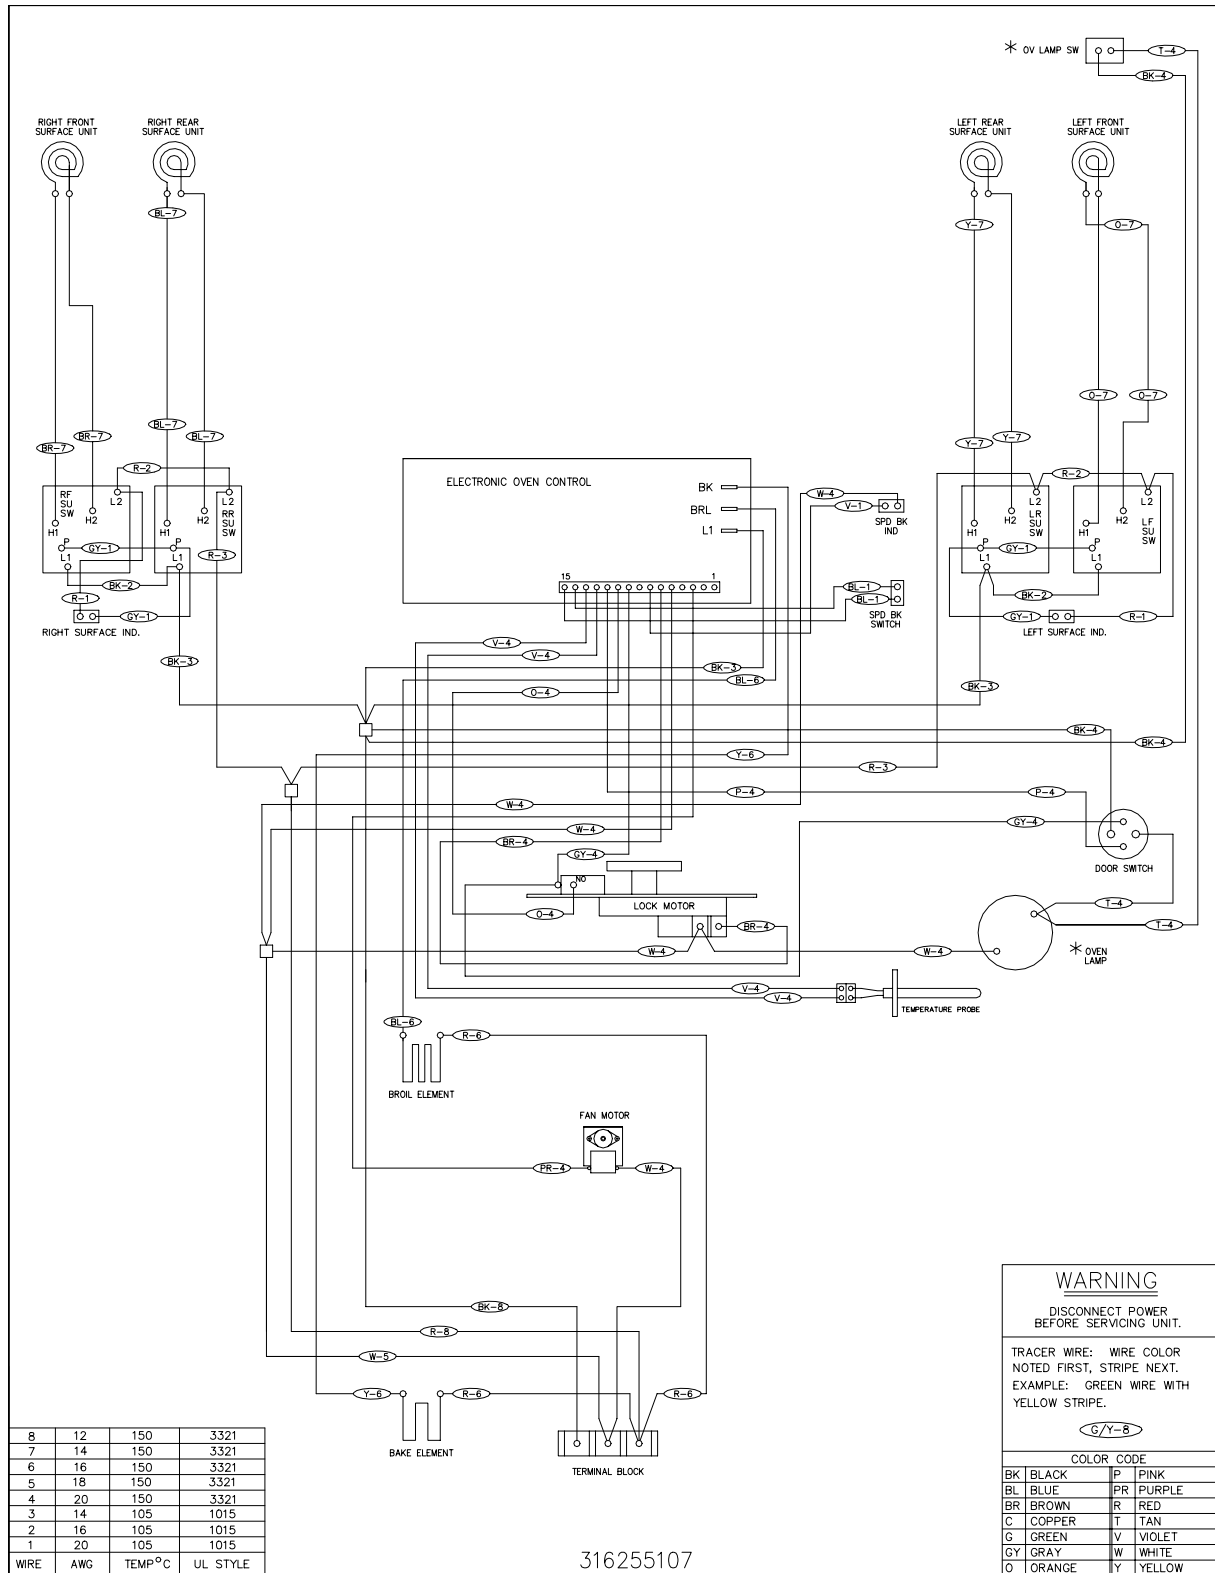 OV LAMP SW
T-4
BK-4
RIGHT FRONT
SURFACE UNIT
RIGHT REAR
SURFACE UNIT
LEFT REAR
SURFACE UNIT
LEFT FRONT
SURFACE UNIT
BL-7
Y-7
O-7
BR-7
BR-7
BL-7
BL-7
Y-7
Y-7
O-7
O-7
R-2
RF
SU
SW
H1
H2
L2
P
L1
GY-1
BK-2
R-1
GY-1
RIGHT SURFACE IND.
H1
H2
L2
RR
SU
SW
P
L1
R-3
BK-3
ELECTRONIC OVEN CONTROL
BK
BRL
L1
15
1
W-4
V-1
SPD BK
IND
BL-1
BL-1
SPD BK
SWITCH
R-2
L2
LR
SU
SW
H1
H2
P
L1
GY-1
L2
LF
SU
SW
H1
H2
P
L1
BK-2
GY-1
R-1
LEFT SURFACE IND.
V-4
V-4
BK-3
BL-6
O-4
BK-3
BK-4
BK-4
Y-6
R-3
P-4
P-4
W-4
W-4
GY-4
BR-4
GY-4
DOOR SWITCH
NO
LOCK MOTOR
O-4
BR-4
T-4
T-4
W-4
W-4
OVEN
LAMP
V-4
V-4
TEMPERATURE PROBE
BL-6
R-6
BROIL ELEMENT
FAN MOTOR
PR-4
W-4
BK-8
R-8
W-5
Y-6
R-6
R-6
BAKE ELEMENT
TERMINAL BLOCK
WARNING
DISCONNECT POWER
BEFORE SERVICING UNIT.
TRACER WIRE: WIRE COLOR
NOTED FIRST, STRIPE NEXT.
EXAMPLE: GREEN WIRE WITH
YELLOW STRIPE.
G/Y-8
COLOR CODE
BK BLACK P PINK
BL BLUE PR PURPLE
BR BROWN R RED
C COPPER T TAN
G GREEN V VIOLET
GY GRAY W WHITE
O ORANGE Y YELLOW
8 12 150 3321
7 14 150 3321
6 16 150 3321
5 18 150 3321
4 20 150 3321
3 14 105 1015
2 16 105 1015
1 20 105 1015
WIRE AWG TEMP°C UL STYLE
316255107